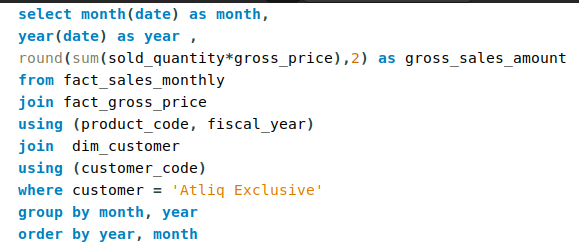 select month(date) as month,
year(date) as year ,
round(sum(sold_quantity*gross_price),2) as gross_sales_amount
from fact_sales_monthly
join fact_gross_price
using (product_code, fiscal_year)
join  dim_customer
using (customer_code)
where customer = 'Atliq Exclusive'
group by month, year
order by year, month